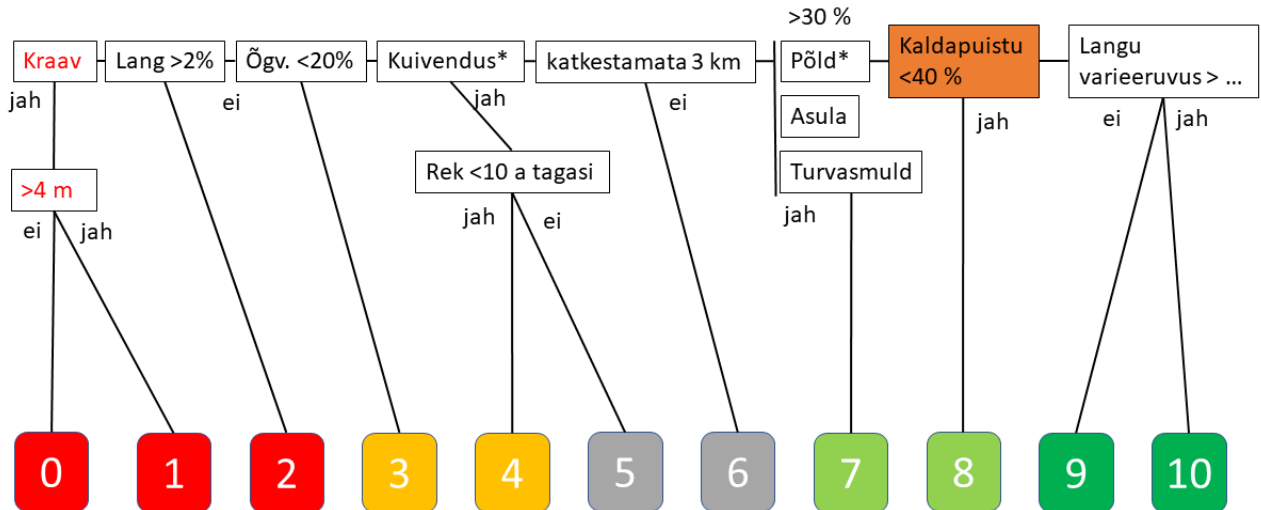 >30 %
Kraav
Lang >2%
Õgv. <20%
Kuivendus*
katkestamata 3 km
Põld*
Kaldapuistu
<40 %
Langu
varieeruvus > ...
jah
ei
jah
ei
Asula
jah
ei
jah
>4 m
Rek <10 a tagasi
Turvasmuld
ei
jah
jah
ei
jah
0
1
2
3
4
5
6
7
8
9
10